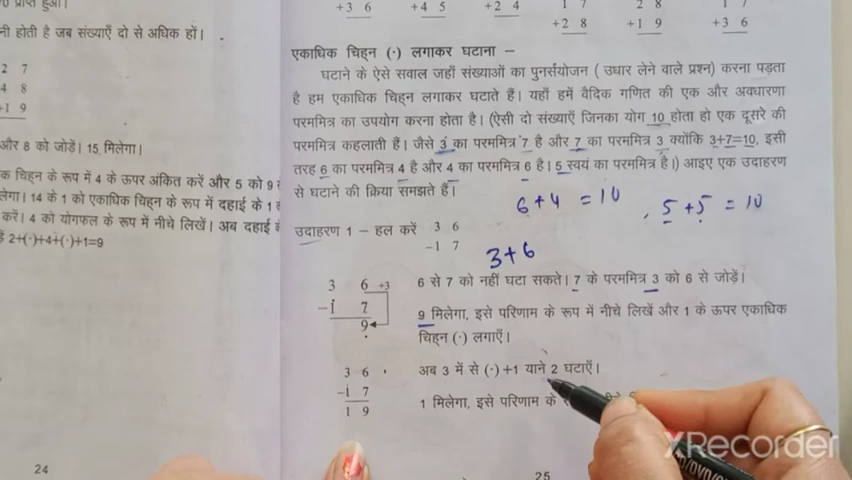 प्राप्त हुआ।
नी होती है जब संख्याएँ दो से अधिक हों।
2 7
4 8
+1 9
और 8 को जोड़ें। 15 मिलेगा।
क चिह्न के रूप में 4 के ऊपर अंकित करें और 5 को 9
लेगा। 14 के 1 को एकाधिक चिह्न के रूप में दहाई के 1
करें। 4 को योगफल के रूप में नीचे लिखें। अब दहाई
2+(·)+4+(·)+1=9
24
+3 6
+4 5
+2 4
1 7
+2 8
2 8
+1 9
1 7
+3 6
एकाधिक चिह्न (·) लगाकर घटाना –
घटाने के ऐसे सवाल जहाँ संख्याओं का पुनर्संयोजन ( उधार लेने वाले प्रश्न) करना पड़ता
है हम एकाधिक चिह्न लगाकर घटाते हैं। यहाँ हमें वैदिक गणित की एक और अवधारणा
परममित्र का उपयोग करना होता है। (ऐसी दो संख्याएँ जिनका योग 10 होता हो एक दूसरे की
परममित्र कहलाती हैं। जैसे 3 का परममित्र 7 है और 7 का परममित्र 3 क्योंकि 3+7=10, इसी
तरह 6 का परममित्र 4 है और 4 का परममित्र 6 है। 5 स्वयं का परममित्र है।) आइए एक उदाहरण
से घटाने की क्रिया समझते हैं।
6+4 =10
5+5 =10
उदाहरण 1 – हल करें 3 6
–1 7
3+6
3 6 +3
–1̇ 7
9
6 से 7 को नहीं घटा सकते। 7 के परममित्र 3 को 6 से जोड़ें।
9 मिलेगा, इसे परिणाम के रूप में नीचे लिखें और 1 के ऊपर एकाधिक
चिह्न (·) लगाएँ।
3 6
–1̇ 7
1 9
अब 3 में से (·) +1 याने 2 घटाएँ।
1 मिलेगा, इसे परिणाम के
25
XRecorder